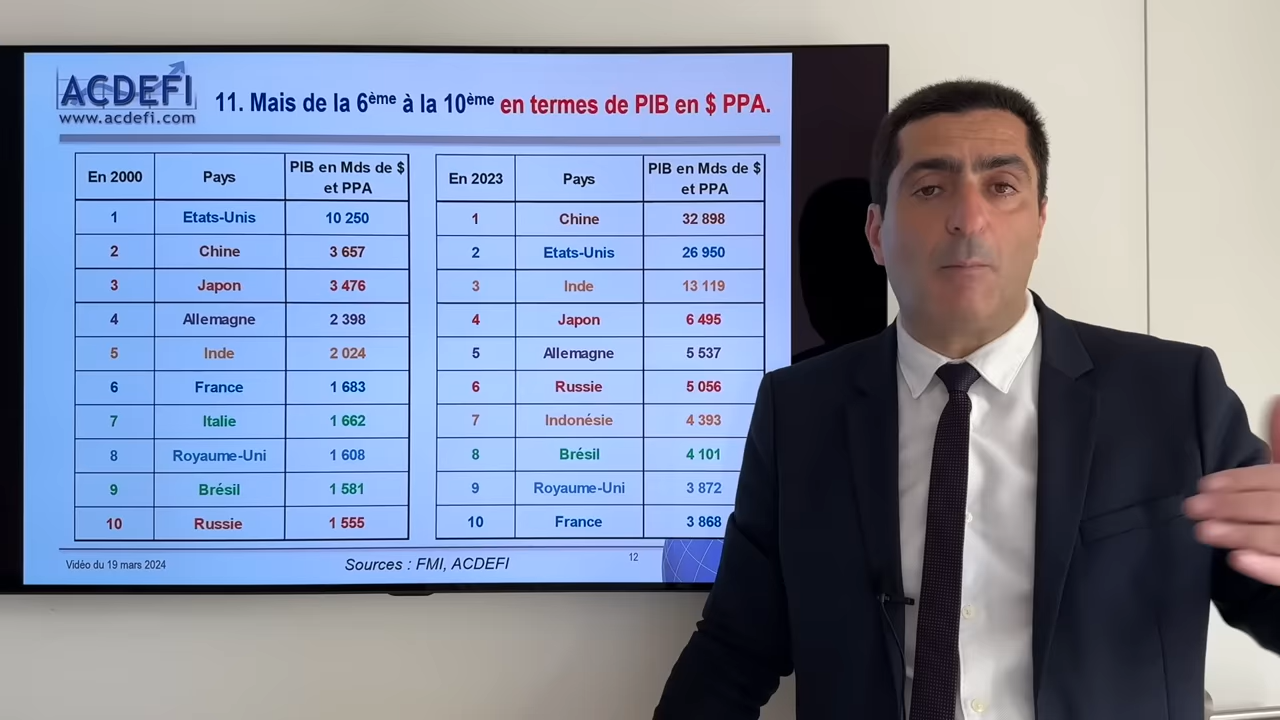 ACDEFI
www.acdefi.com
11. Mais de la 6ème à la 10ème en termes de PIB en $ PPA.
En 2000 Pays PIB en Mds de $ et PPA
1 Etats-Unis 10 250
2 Chine 3 657
3 Japon 3 476
4 Allemagne 2 398
5 Inde 2 024
6 France 1 683
7 Italie 1 662
8 Royaume-Uni 1 608
9 Brésil 1 581
10 Russie 1 555
En 2023 Pays PIB en Mds de $ et PPA
1 Chine 32 898
2 Etats-Unis 26 950
3 Inde 13 119
4 Japon 6 495
5 Allemagne 5 537
6 Russie 5 056
7 Indonésie 4 393
8 Brésil 4 101
9 Royaume-Uni 3 872
10 France 3 868
Vidéo du 19 mars 2024
Sources : FMI, ACDEFI
12